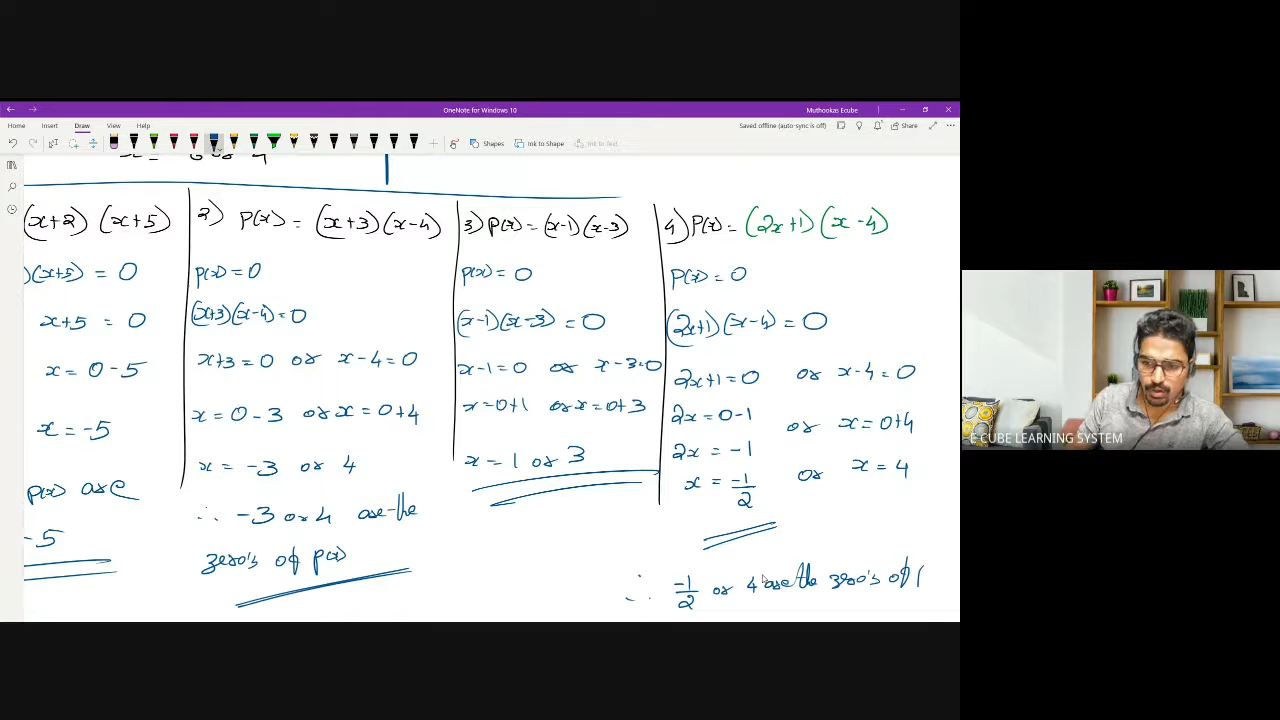 OneNote for Windows 10
Muthookas Ecube
Home Insert Draw View Help
Saved offline (auto-sync is off)
Share
Shapes
Ink to Shape
Ink to Text
(x+2) (x+5)
(x+5) = 0
x+5 = 0
x = 0-5
x = -5
p(x) are
-5
2) P(x) = (x+3)(x-4)
p(x) = 0
(x+3)(x-4) = 0
x+3 = 0 or x-4 = 0
x = 0-3 or x = 0+4
x = -3 or 4
∴ -3 or 4 are the
zero's of p(x)
3) P(x) = (x-1)(x-3)
p(x) = 0
(x-1)(x-3) = 0
x-1 = 0 or x-3=0
x=0+1 or x=0+3
x = 1 or 3
4) P(x) = (2x+1)(x-4)
p(x) = 0
(2x+1)(x-4) = 0
2x+1 = 0 or x-4 = 0
2x = 0-1 or x = 0+4
2x = -1
x = -1/2 or x = 4
∴ -1/2 or 4 are the zero's of
E CUBE LEARNING SYSTEM